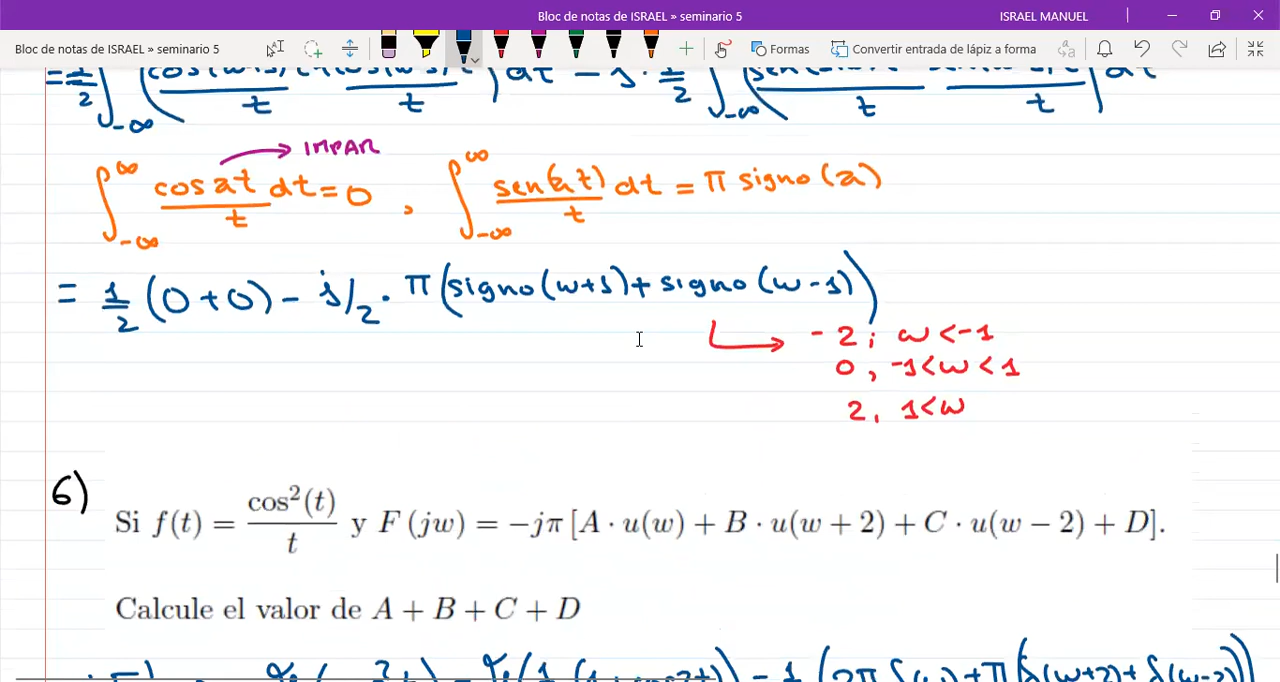 Bloc de notas de ISRAEL » seminario 5
ISRAEL MANUEL
Bloc de notas de ISRAEL » seminario 5
Formas
Convertir entrada de lápiz a forma
IMPAR
∫_{-∞}^{∞} cos at / t dt = 0 , ∫_{-∞}^{∞} sen(at) / t dt = π signo(a)
= 1/2 (0+0) - j/2 · π (signo(w+1) + signo(w-1))
-2; w<-1
0, -1<w<1
2, 1<w
6)
Si f(t) = cos²(t) / t y F (jw) = −jπ [A · u(w) + B · u(w + 2) + C · u(w − 2) + D].
Calcule el valor de A + B + C + D